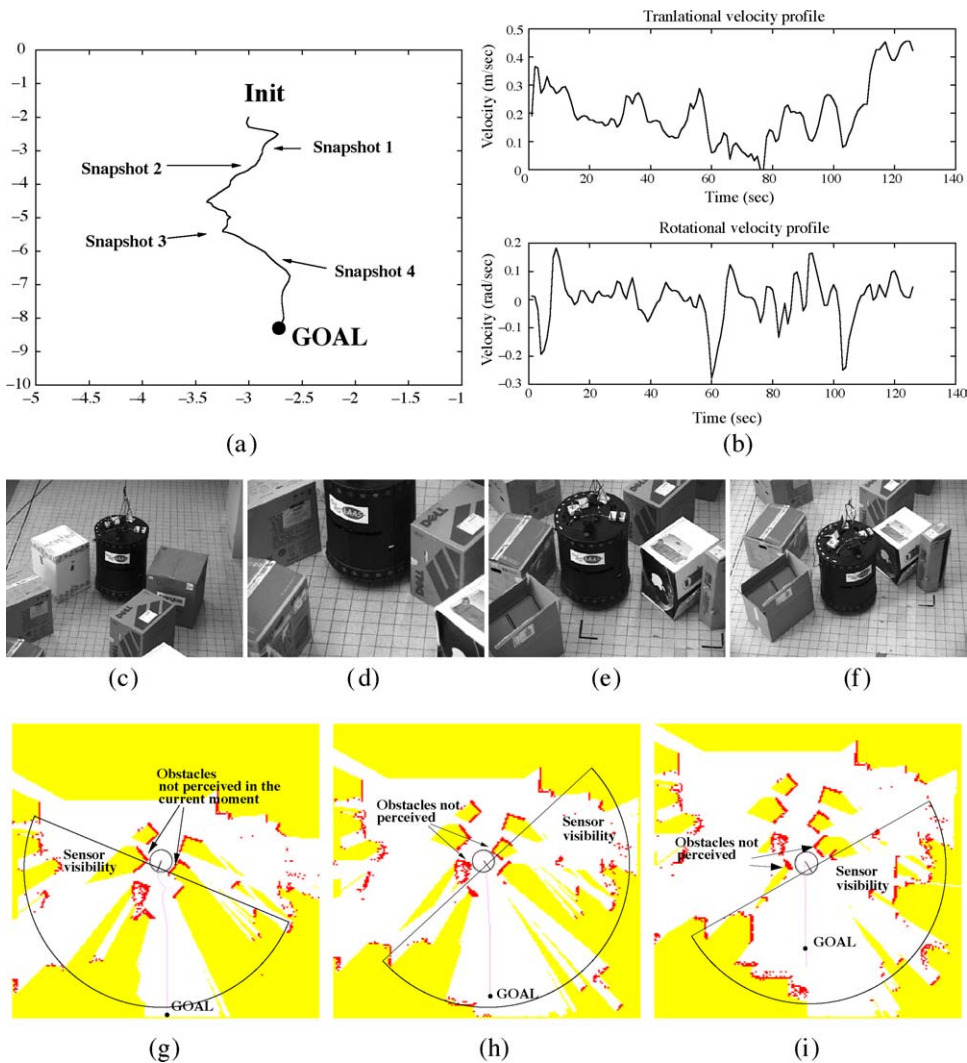 0
–1
–2
–3
–4
–5
–6
–7
–8
–9
–10
–5
–4.5
–4
–3.5
–3
–2.5
–2
–1.5
–1
Init
Snapshot 1
Snapshot 2
Snapshot 3
Snapshot 4
GOAL
(a)
Tranlational velocity profile
Velocity (m/sec)
0.5
0.4
0.3
0.2
0.1
0
0 20 40 60 80 100 120 140
Time (sec)
Rotational velocity profile
Velocity (rad/sec)
0.2
0.1
0
–0.1
–0.2
–0.3
0 20 40 60 80 100 120 140
Time (sec)
(b)
DELL
LAAS
DELL
(c) (d) (e) (f)
Obstacles
not perceived in the
current moment
Sensor
visibility
GOAL
(g)
Obstacles not
perceived
Sensor
visibility
GOAL
(h)
Obstacles not
perceived
Sensor
visibility
GOAL
(i)